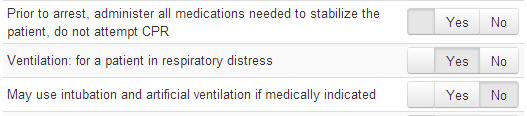 Prior to arrest, administer all medications needed to stabilize the Yes No
patient, do not attempt CPR
Ventilation: for a patient in respiratory distress Yes No
May use intubation and artificial ventilation if medically indicated Yes No